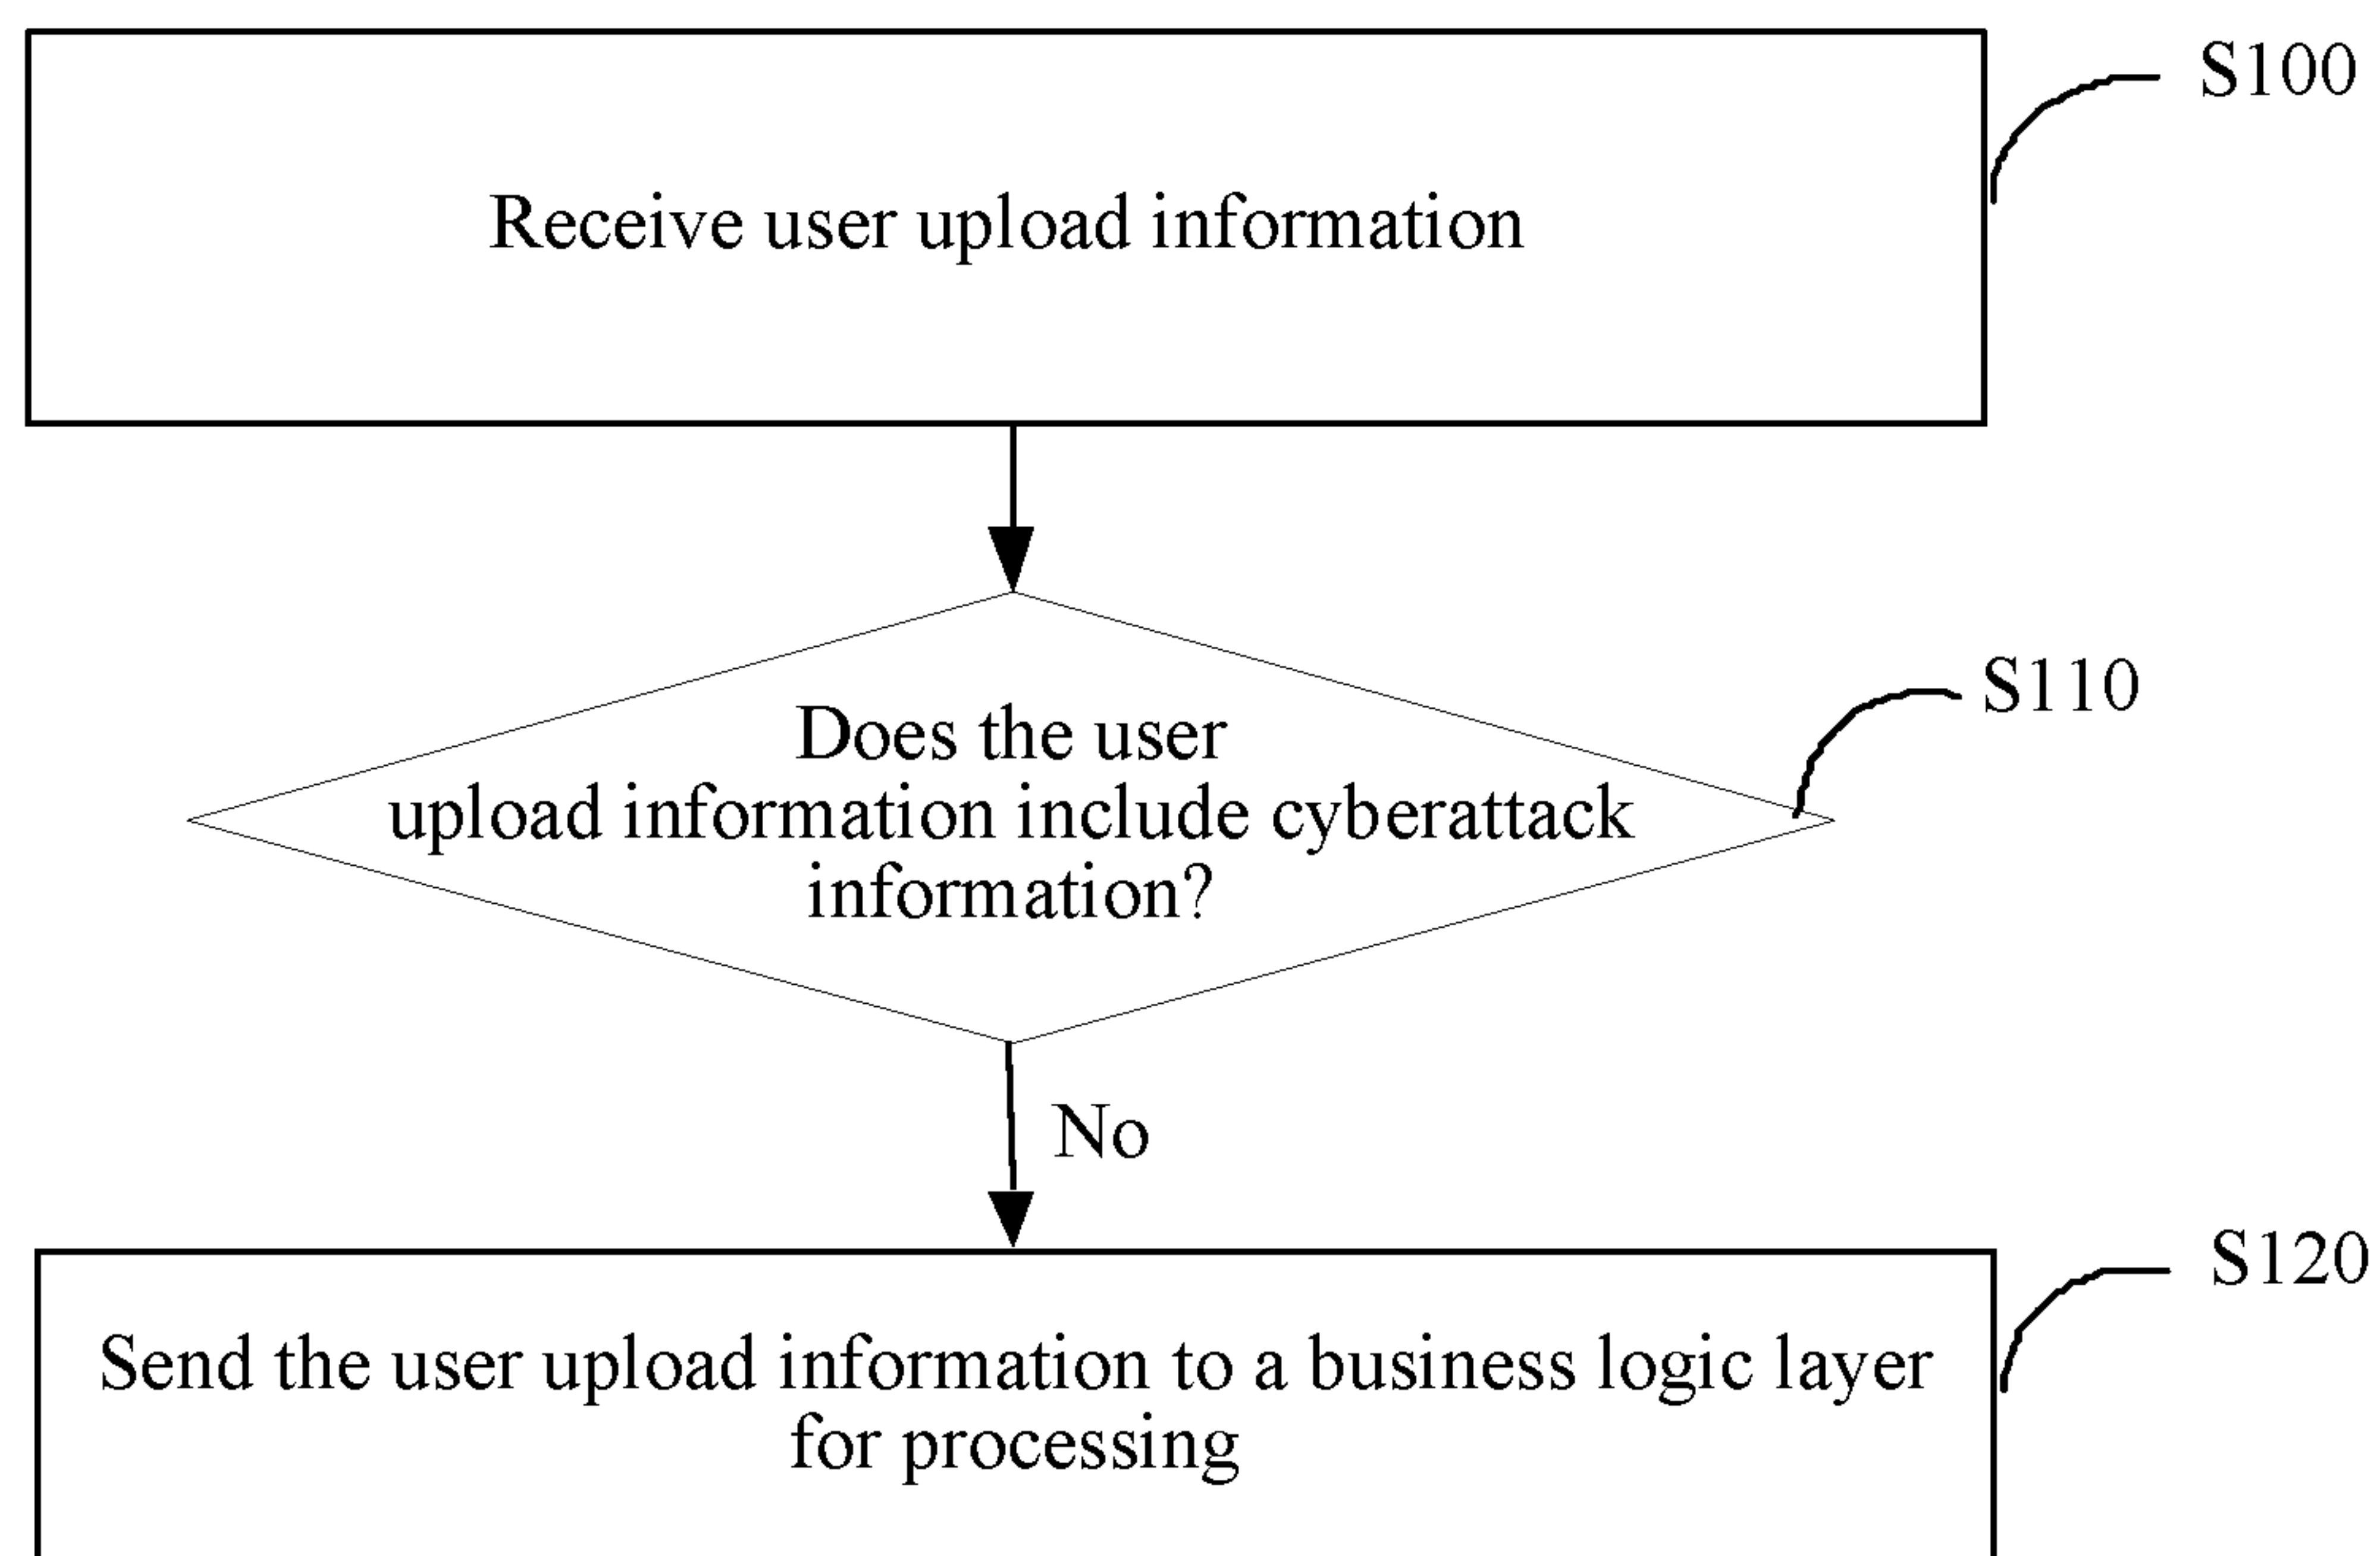 S100
Receive user upload information
Does the user
S110
upload information include cyberattack
information?
No
S120
Send the user upload information to a business logic layer
for processing